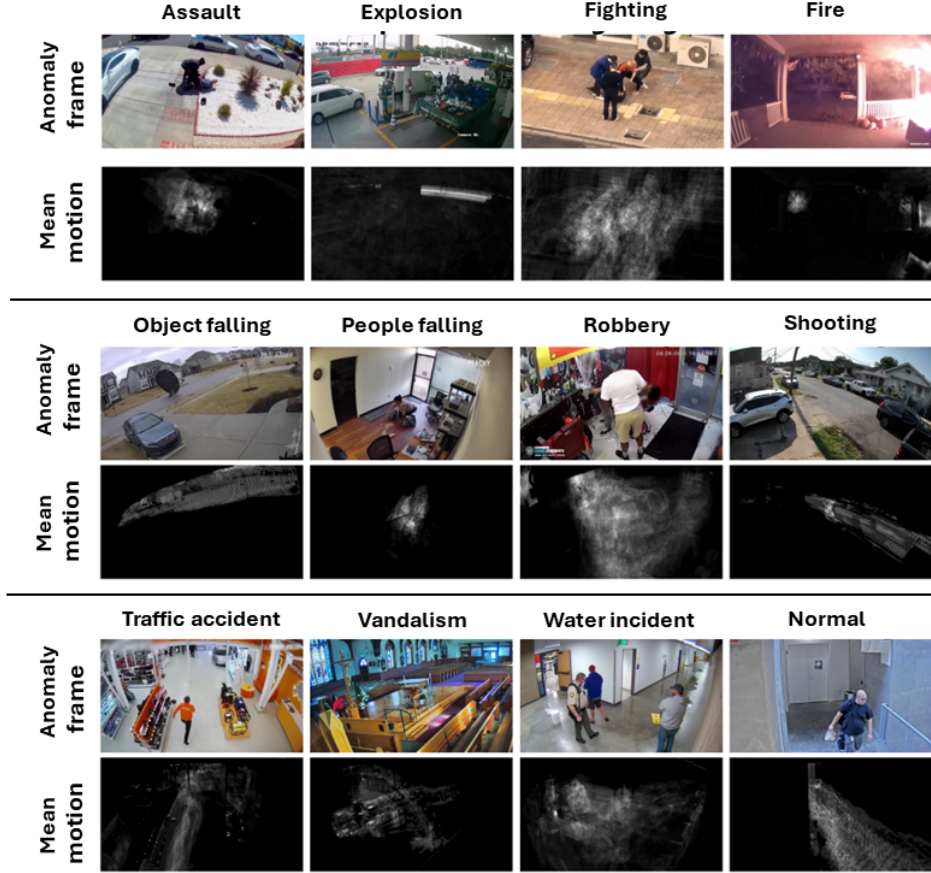 Assault Explosion Fighting Fire
Anomaly
frame
Mean
motion
Object falling People falling Robbery Shooting
Anomaly
frame
Mean
motion
Traffic accident Vandalism Water incident Normal
Anomaly
frame
Mean
motion